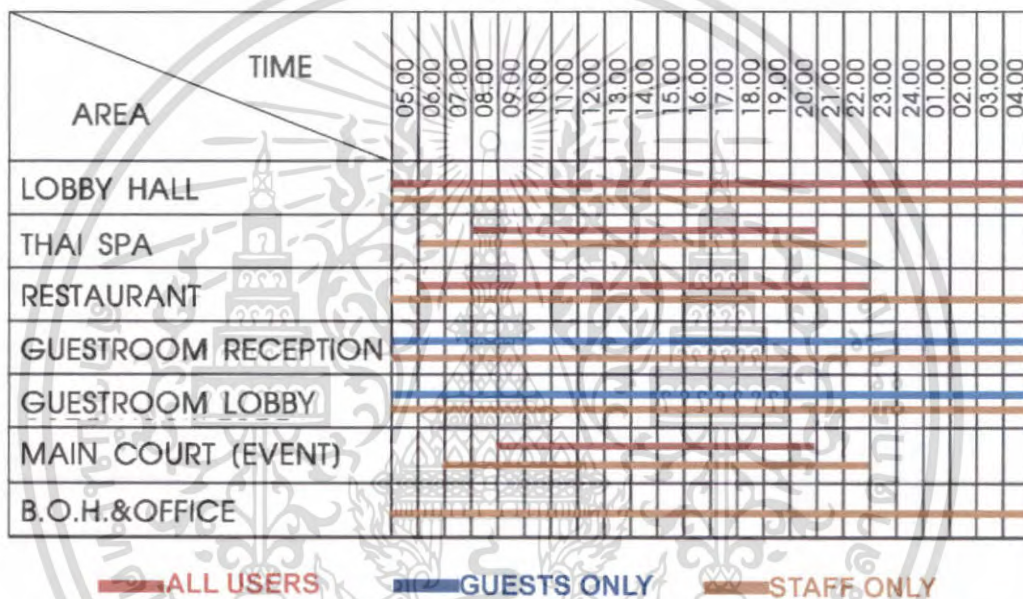 TIME
AREA
05.00 06.00 07.00 08.00 09.00 10.00 11.00 12.00 13.00 14.00 15.00 16.00 17.00 18.00 19.00 20.00 21.00 22.00 23.00 24.00 01.00 02.00 03.00 04.00
LOBBY HALL
THAI SPA
RESTAURANT
GUESTROOM RECEPTION
GUESTROOM LOBBY
MAIN COURT (EVENT)
B.O.H.&OFFICE
ALL USERS GUESTS ONLY STAFF ONLY